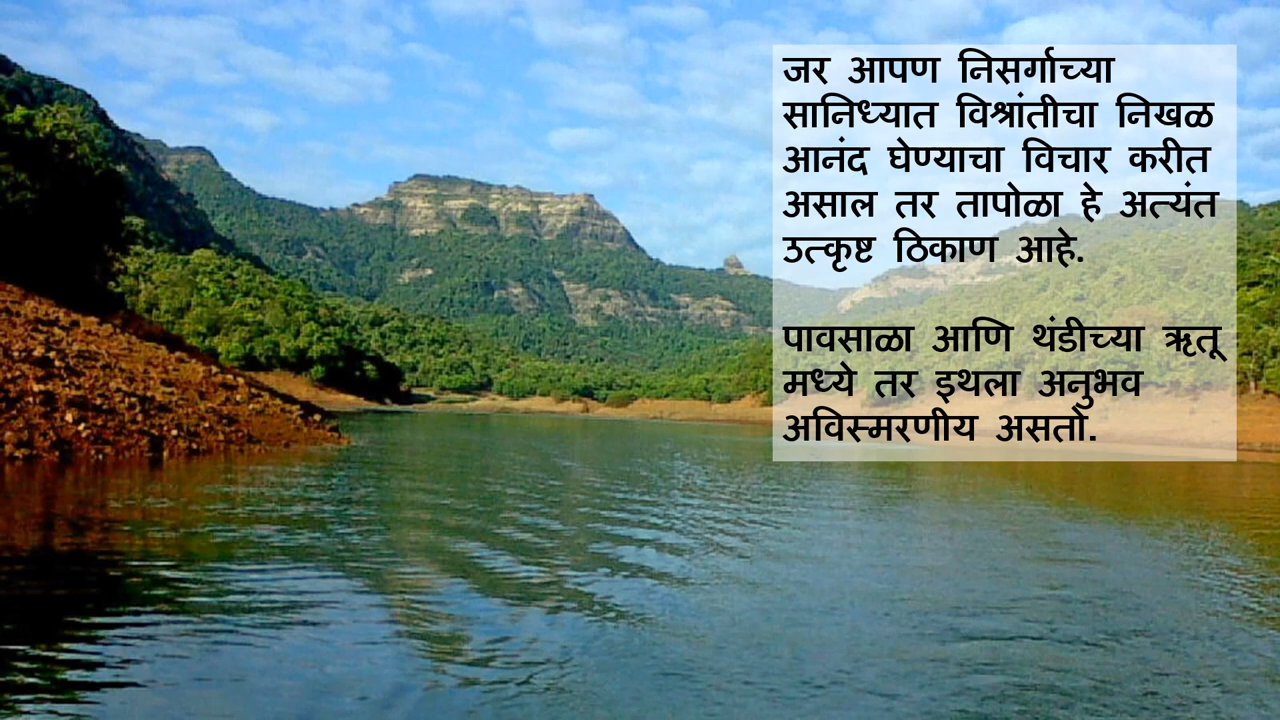 जर आपण निसर्गाच्या
सानिध्यात विश्रांतीचा निखळ
आनंद घेण्याचा विचार करीत
असाल तर तापोळा हे अत्यंत
उत्कृष्ट ठिकाण आहे.
पावसाळा आणि थंडीच्या ऋतू
मध्ये तर इथला अनुभव
अविस्मरणीय असतो.